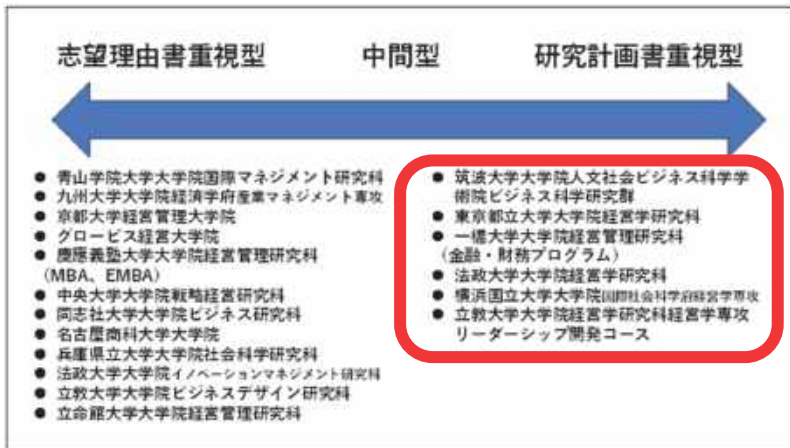 志望理由書重視型 中間型 研究計画書重視型
● 青山学院大学大学院国際マネジメント研究科
● 九州大学大学院経済学府産業マネジメント専攻
● 京都大学経営管理大学院
● グロービス経営大学院
● 慶應義塾大学大学院経営管理研究科
（MBA、EMBA）
● 中央大学大学院戦略経営研究科
● 同志社大学大学院ビジネス研究科
● 名古屋商科大学大学院
● 兵庫県立大学大学院社会科学研究科
● 法政大学大学院イノベーションマネジメント研究科
● 立教大学大学院ビジネスデザイン研究科
● 立命館大学大学院経営管理研究科
● 筑波大学大学院人文社会ビジネス科学学
術院ビジネス科学研究群
● 東京都立大学大学院経営学研究科
● 一橋大学大学院経営管理研究科
（金融・財務プログラム）
● 法政大学大学院経営学研究科
● 横浜国立大学大学院国際社会科学府経営学専攻
● 立教大学大学院経営学研究科経営学専攻
リーダーシップ開発コース